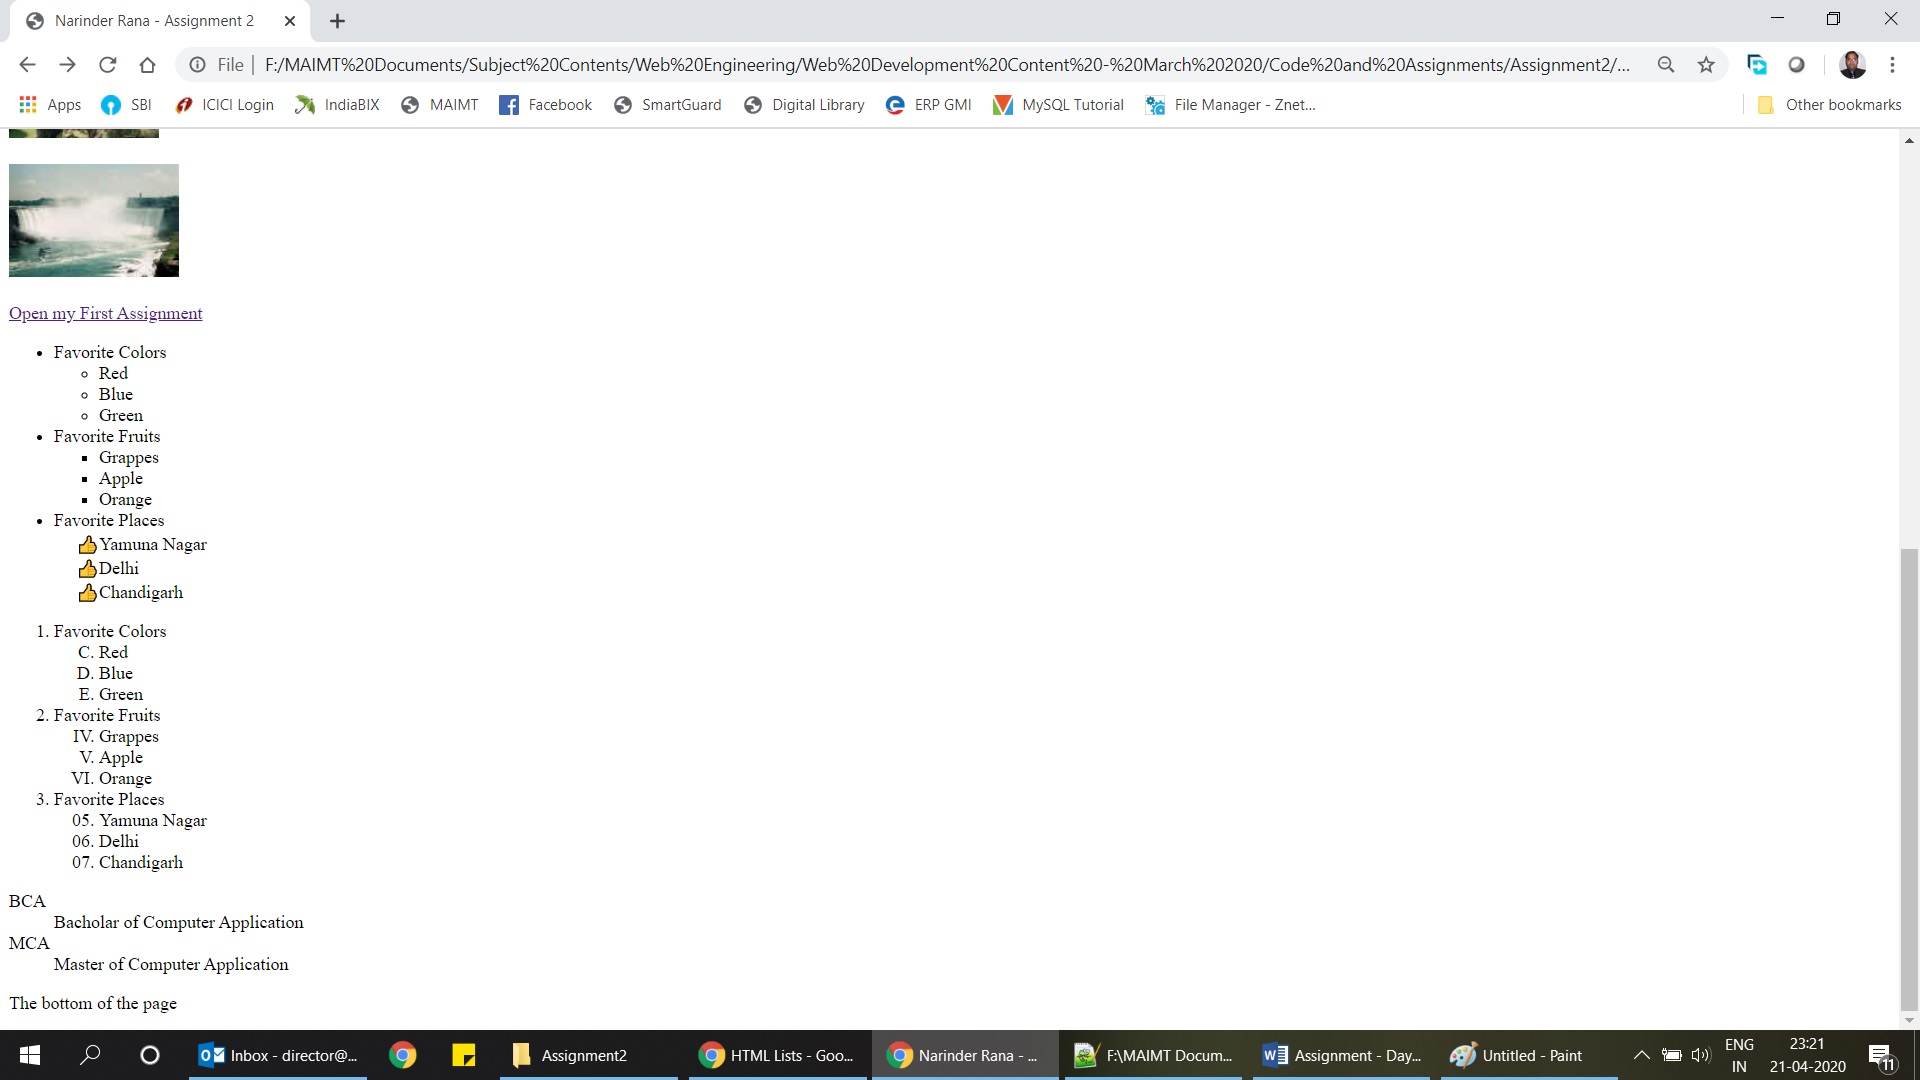 Narinder Rana - Assignment 2
File | F:/MAIMT%20Documents/Subject%20Contents/Web%20Engineering/Web%20Development%20Content%20-%20March%202020/Code%20and%20Assignments/Assignment2/...
Apps SBI ICICI Login IndiaBIX MAIMT Facebook SmartGuard Digital Library ERP GMI MySQL Tutorial File Manager - Znet... Other bookmarks
Open my First Assignment
• Favorite Colors
◦ Red
◦ Blue
◦ Green
• Favorite Fruits
▪ Grappes
▪ Apple
▪ Orange
• Favorite Places
👍Yamuna Nagar
👍Delhi
👍Chandigarh
1. Favorite Colors
C. Red
D. Blue
E. Green
2. Favorite Fruits
IV. Grappes
V. Apple
VI. Orange
3. Favorite Places
05. Yamuna Nagar
06. Delhi
07. Chandigarh
BCA
Bacholar of Computer Application
MCA
Master of Computer Application
The bottom of the page
Inbox - director@... Assignment2 HTML Lists - Goo... Narinder Rana - ... F:\MAIMT Docum... Assignment - Day... Untitled - Paint ENG 23:21
IN 21-04-2020 11